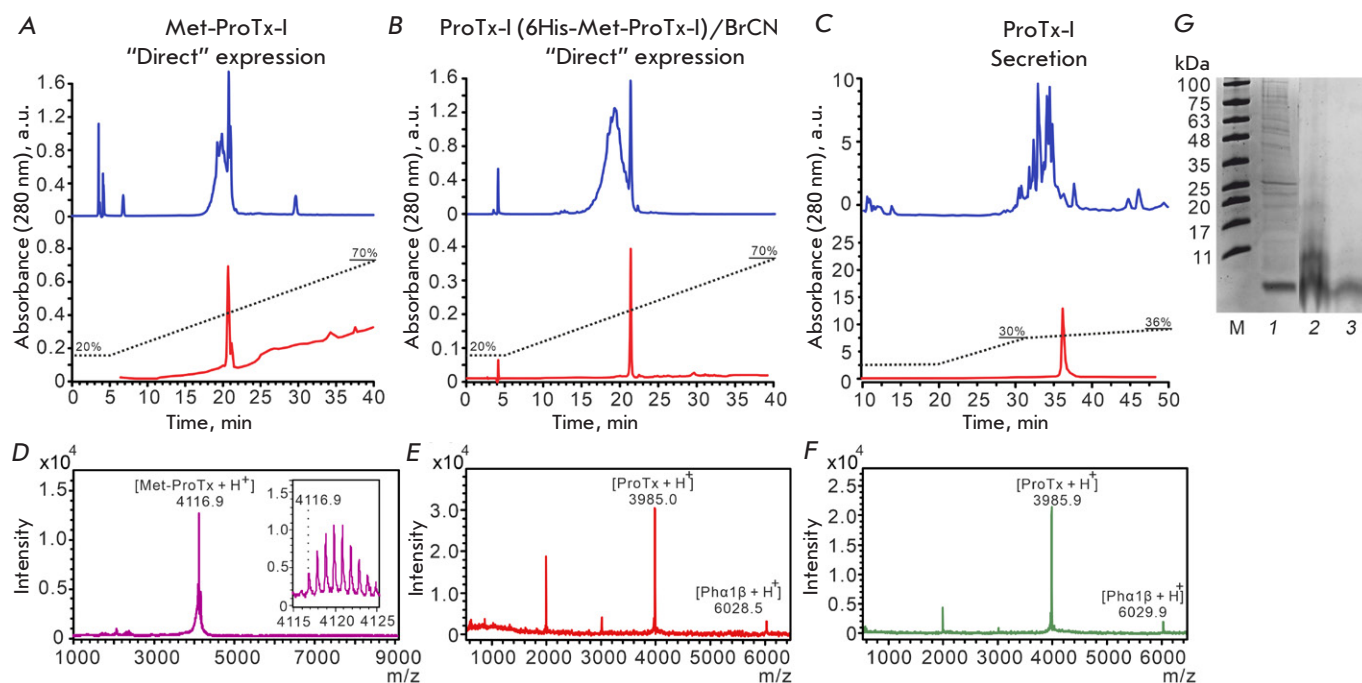 A
Met-ProTx-I
"Direct" expression
Absorbance (280 nm), a.u.
1.6
1.2
0.8
0.4
0
0.8
0.6
0.4
0.2
0
20%
70%
0 5 10 15 20 25 30 35 40
Time, min
B
ProTx-I (6His-Met-ProTx-I)/BrCN
"Direct" expression
Absorbance (280 nm), a.u.
1.6
1.2
0.8
0.4
0
0.4
0.3
0.2
0.1
0
20%
70%
0 5 10 15 20 25 30 35 40
Time, min
C
ProTx-I
Secretion
Absorbance (280 nm), a.u.
10
5
0
25
20
15
10
5
0
30%
36%
10 15 20 25 30 35 40 45 50
Time, min
G
kDa
100
75
63
48
35
25
20
17
11
M 1 2 3
D
x10⁴
Intensity
1.5
1.0
0.5
0
[Met-ProTx + H⁺]
4116.9
1.5
1.0
0.5
0
4116.9
4115 4120 4125
1000 3000 5000 7000 9000
m/z
E
x10⁴
Intensity
3.0
2.0
1.0
0
[ProTx + H⁺]
3985.0
[Phα1β + H⁺]
6028.5
1000 2000 3000 4000 5000 6000
m/z
F
x10⁴
Intensity
2.5
2.0
1.5
1.0
0.5
0
[ProTx + H⁺]
3985.9
[Phα1β + H⁺]
6029.9
1000 2000 3000 4000 5000 6000
m/z